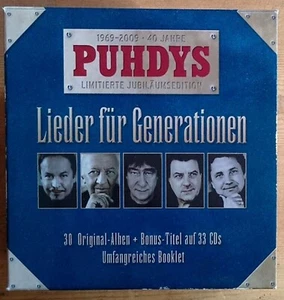 1969-2009 · 40 JAHRE
PUHDYS
LIMITIERTE JUBILÄUMSEDITION
Lieder für Generationen
30 Original-Alben + Bonus-Titel auf 33 CDs
Umfangreiches Booklet